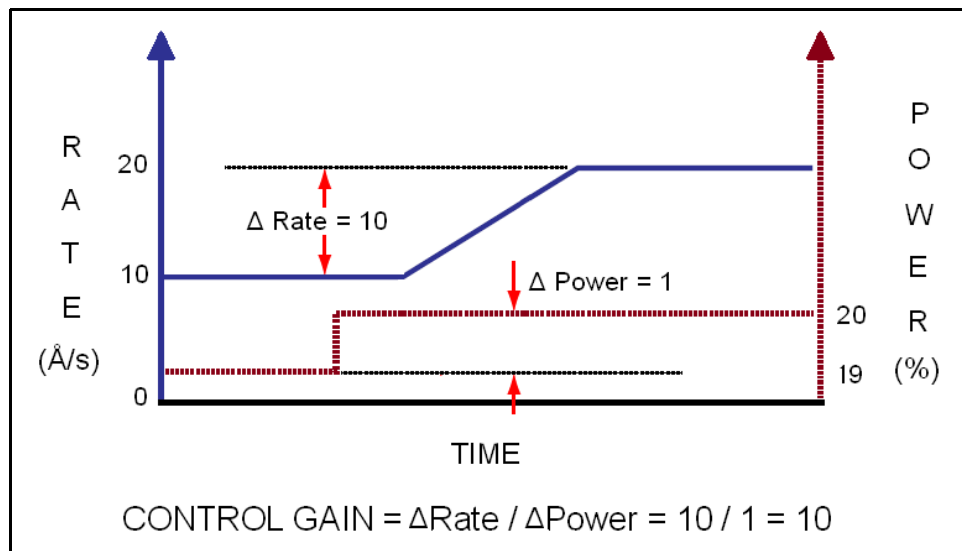 RATE
(Å/s)
20
10
0
Δ Rate = 10
Δ Power = 1
POWER
(%)
20
19
TIME
CONTROL GAIN = ΔRate / ΔPower = 10 / 1 = 10